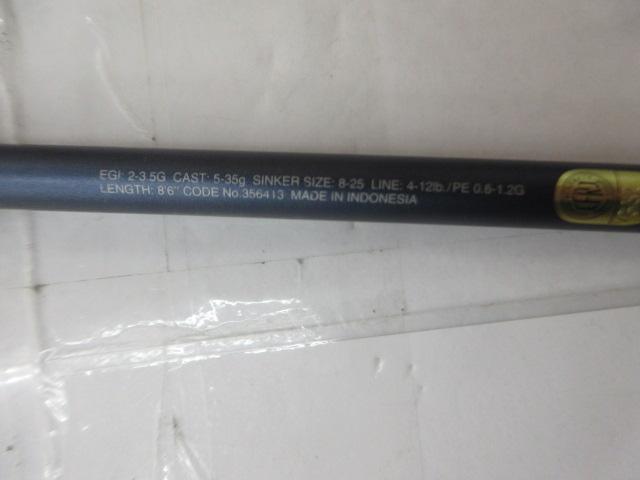 EGI: 2-3.5G CAST: 5-35g SINKER SIZE: 8-25 LINE: 4-12lb./PE 0.6-1.2G
LENGTH: 8'6" CODE No.356413 MADE IN INDONESIA